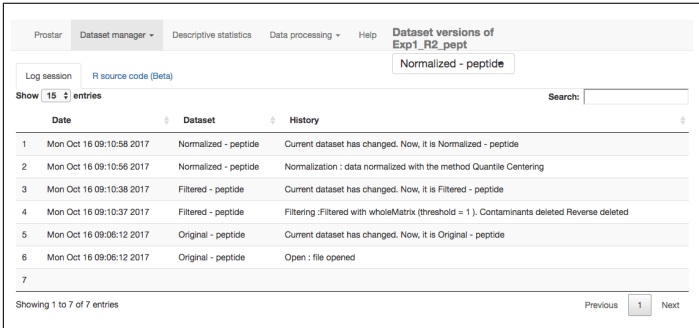 Prostar Dataset manager Descriptive statistics Data processing Help
Dataset versions of
Exp1_R2_pept
Normalized - peptide
Log session R source code (Beta)
Show 15 entries Search:
Date Dataset History
1 Mon Oct 16 09:10:58 2017 Normalized - peptide Current dataset has changed. Now, it is Normalized - peptide
2 Mon Oct 16 09:10:56 2017 Normalized - peptide Normalization : data normalized with the method Quantile Centering
3 Mon Oct 16 09:10:38 2017 Filtered - peptide Current dataset has changed. Now, it is Filtered - peptide
4 Mon Oct 16 09:10:37 2017 Filtered - peptide Filtering :Filtered with wholeMatrix (threshold = 1 ). Contaminants deleted Reverse deleted
5 Mon Oct 16 09:06:12 2017 Original - peptide Current dataset has changed. Now, it is Original - peptide
6 Mon Oct 16 09:06:12 2017 Original - peptide Open : file opened
7
Showing 1 to 7 of 7 entries Previous 1 Next